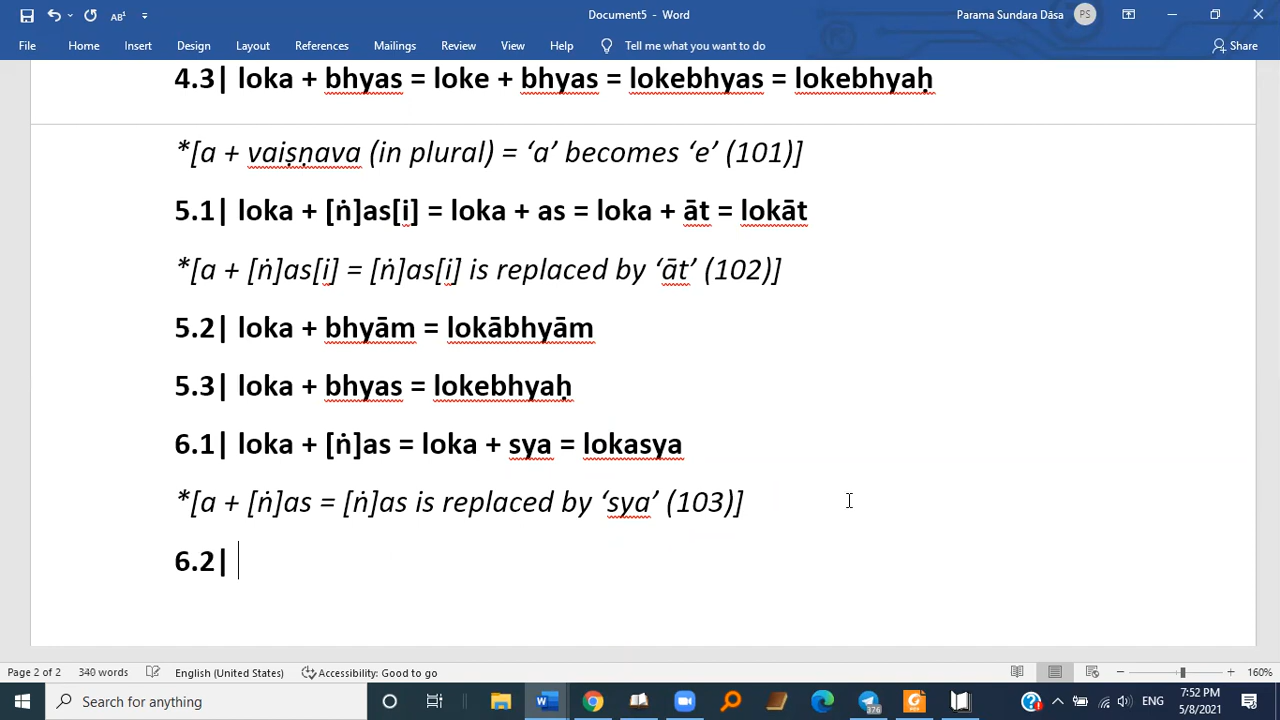 Document5 - Word
Parama Sundara Dāsa PS
File Home Insert Design Layout References Mailings Review View Help Tell me what you want to do Share
4.3| loka + bhyas = loke + bhyas = lokebhyas = lokebhyaḥ
*[a + vaiṣṇava (in plural) = ‘a’ becomes ‘e’ (101)]
5.1| loka + [ṅ]as[i] = loka + as = loka + āt = lokāt
*[a + [ṅ]as[i] = [ṅ]as[i] is replaced by ‘āt’ (102)]
5.2| loka + bhyām = lokābhyām
5.3| loka + bhyas = lokebhyaḥ
6.1| loka + [ṅ]as = loka + sya = lokasya
*[a + [ṅ]as = [ṅ]as is replaced by ‘sya’ (103)]
6.2|
Page 2 of 2 340 words English (United States) Accessibility: Good to go 160%
Search for anything
376
ENG
7:52 PM
5/8/2021